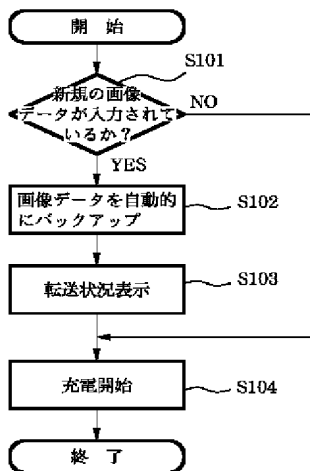 開 始
S101
新規の画像
データが入力されて
いるか?
NO
YES
画像データを自動的
にバックアップ
S102
転送状況表示
S103
充電開始
S104
終 了